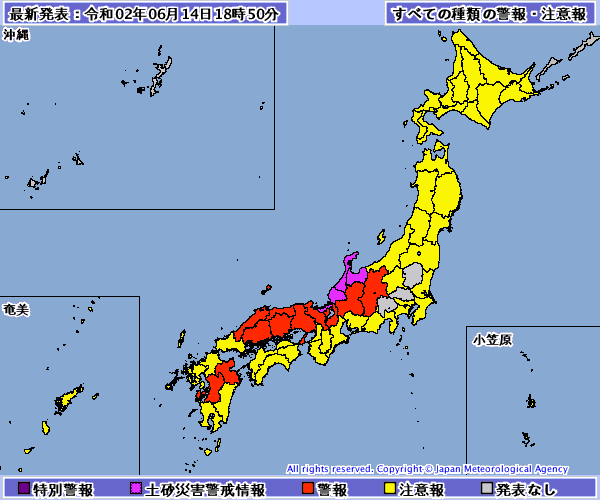 最新発表：令和02年06月14日18時50分
すべての種類の警報・注意報
沖縄
奄美
小笠原
All rights reserved. Copyright © Japan Meteorological Agency
特別警報 土砂災害警戒情報 警報 注意報 発表なし